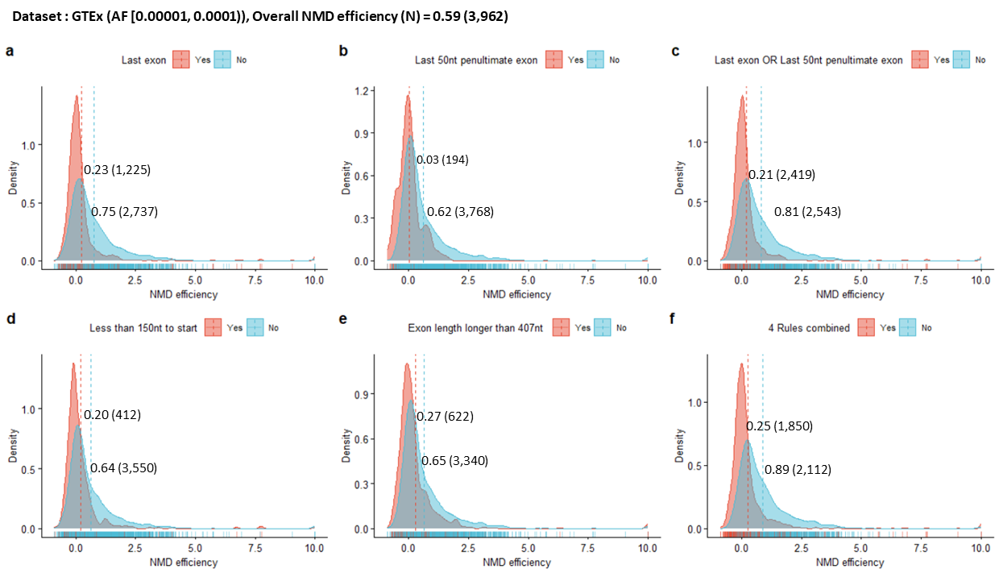 Dataset : GTEx (AF [0.00001, 0.0001)), Overall NMD efficiency (N) = 0.59 (3,962)
a
Last exon Yes No
Density
1.0
0.5
0.0
0.23 (1,225)
0.75 (2,737)
0.0 2.5 5.0 7.5 10.0
NMD efficiency
b
Last 50nt penultimate exon Yes No
Density
1.2
0.9
0.6
0.3
0.0
0.03 (194)
0.62 (3,768)
0.0 2.5 5.0 7.5 10.0
NMD efficiency
c
Last exon OR Last 50nt penultimate exon Yes No
Density
1.0
0.5
0.0
0.21 (2,419)
0.81 (2,543)
0.0 2.5 5.0 7.5 10.0
NMD efficiency
d
Less than 150nt to start Yes No
Density
1.0
0.5
0.0
0.20 (412)
0.64 (3,550)
0.0 2.5 5.0 7.5 10.0
NMD efficiency
e
Exon length longer than 407nt Yes No
Density
0.9
0.6
0.3
0.0
0.27 (622)
0.65 (3,340)
0.0 2.5 5.0 7.5 10.0
NMD efficiency
f
4 Rules combined Yes No
Density
1.0
0.5
0.0
0.25 (1,850)
0.89 (2,112)
0.0 2.5 5.0 7.5 10.0
NMD efficiency